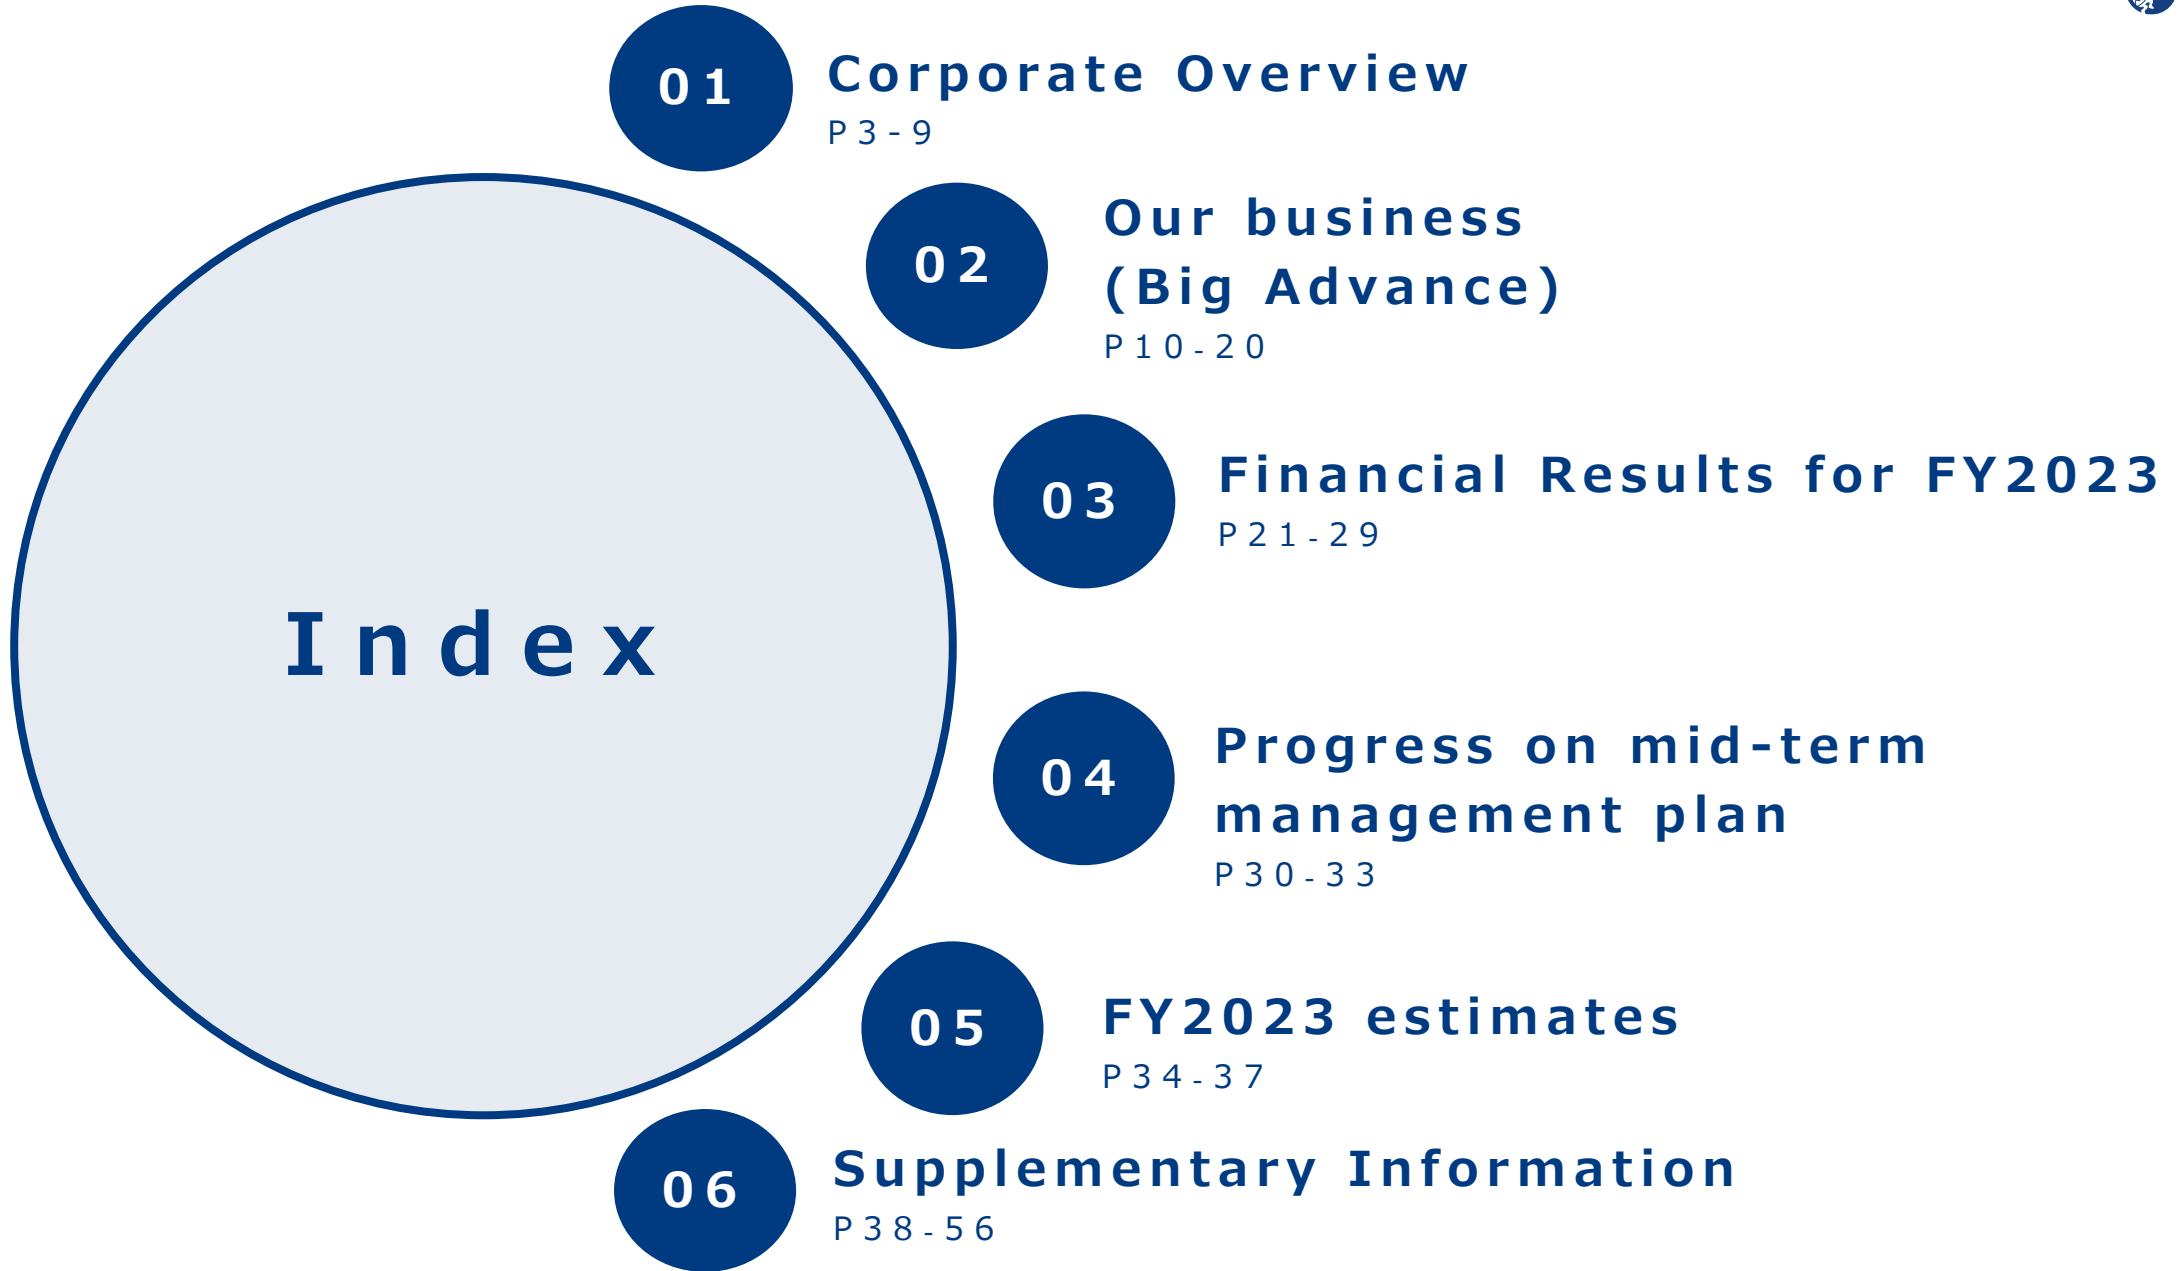 01
Corporate Overview
P3-9
02
Our business
(Big Advance)
P10-20
03
Financial Results for FY2023
P21-29
Index
04
Progress on mid-term
management plan
P30-33
05
FY2023 estimates
P34-37
06
Supplementary Information
P38-56